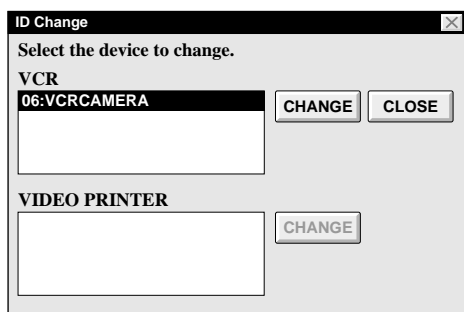 ID Change
Select the device to change.
VCR
06:VCRCAMERA
CHANGE CLOSE
VIDEO PRINTER
CHANGE